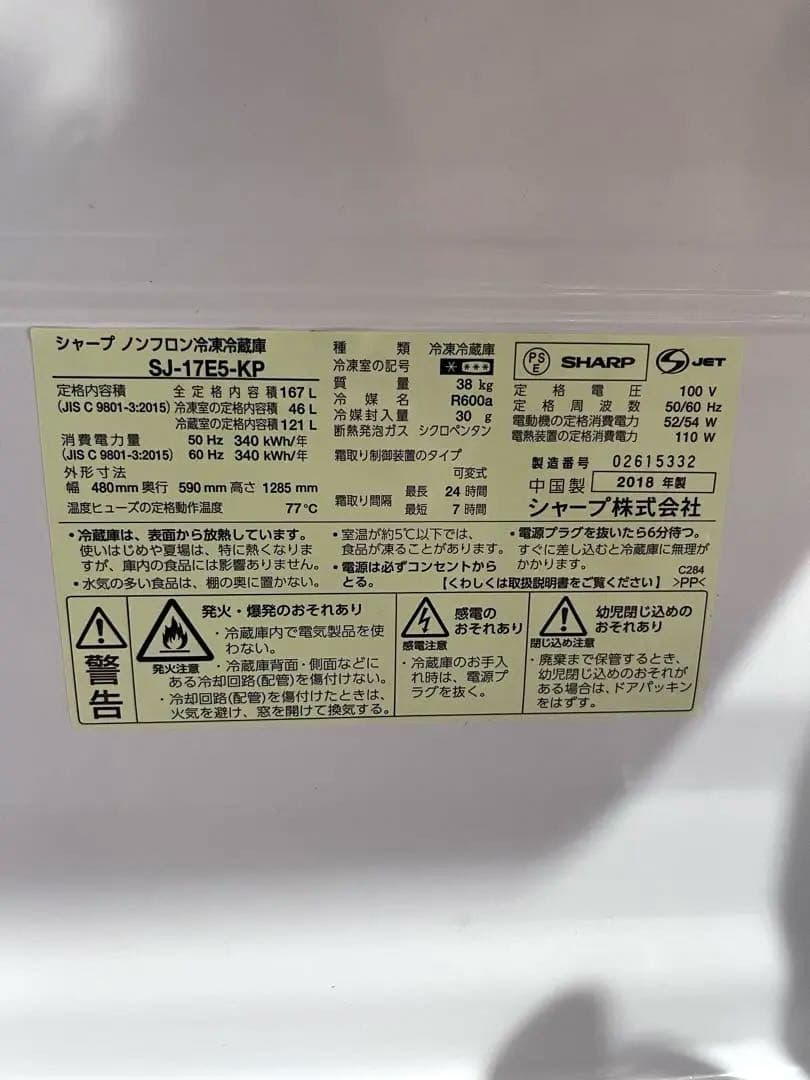 シャープ ノンフロン冷凍冷蔵庫
SJ-17E5-KP
定格内容積 全定格内容積 167 L
(JIS C 9801-3:2015) 冷凍室の定格内容積 46 L
冷蔵室の定格内容積 121 L
消費電力量 50 Hz 340 kWh/年
(JIS C 9801-3:2015) 60 Hz 340 kWh/年
外形寸法
幅 480mm 奥行 590mm 高さ 1285mm
温度ヒューズの定格動作温度 77℃
種類 冷凍冷蔵庫
冷凍室の記号 ****
質量 38 kg
冷媒名 R600a
冷媒封入量 30 g
断熱発泡ガス シクロペンタン
霜取り制御装置のタイプ
可変式
霜取り間隔 最長 24 時間
最短 7 時間
PSE SHARP S JET
定格電圧 100 V
定格周波数 50/60 Hz
電動機の定格消費電力 52/54 W
電熱装置の定格消費電力 110 W
製造番号 02615332
中国製 2018 年製
シャープ株式会社
・冷蔵庫は、表面から放熱しています。
使いはじめや夏場は、特に熱くなりま
すが、庫内の食品には影響ありません。
・水気の多い食品は、棚の奥に置かない。
・室温が約5℃以下では、
食品が凍ることがあります。
・電源は必ずコンセントから
とる。
・電源プラグを抜いたら6分待つ。
すぐに差し込むと冷蔵庫に無理が
かかります。
C284
【くわしくは取扱説明書をご覧ください】 >PP<
警告
発火・爆発のおそれあり
発火注意
・冷蔵庫内で電気製品を使
わない。
・冷蔵庫背面・側面などに
ある冷却回路(配管)を傷付けない。
・冷却回路(配管)を傷付けたときは、
火気を避け、窓を開けて換気する。
感電の
おそれあり
感電注意
・冷蔵庫のお手入
れ時は、電源プ
ラグを抜く。
幼児閉じ込めの
おそれあり
閉じ込め注意
・廃棄まで保管するとき、
幼児閉じ込めのおそれが
ある場合は、ドアパッキン
をはずす。